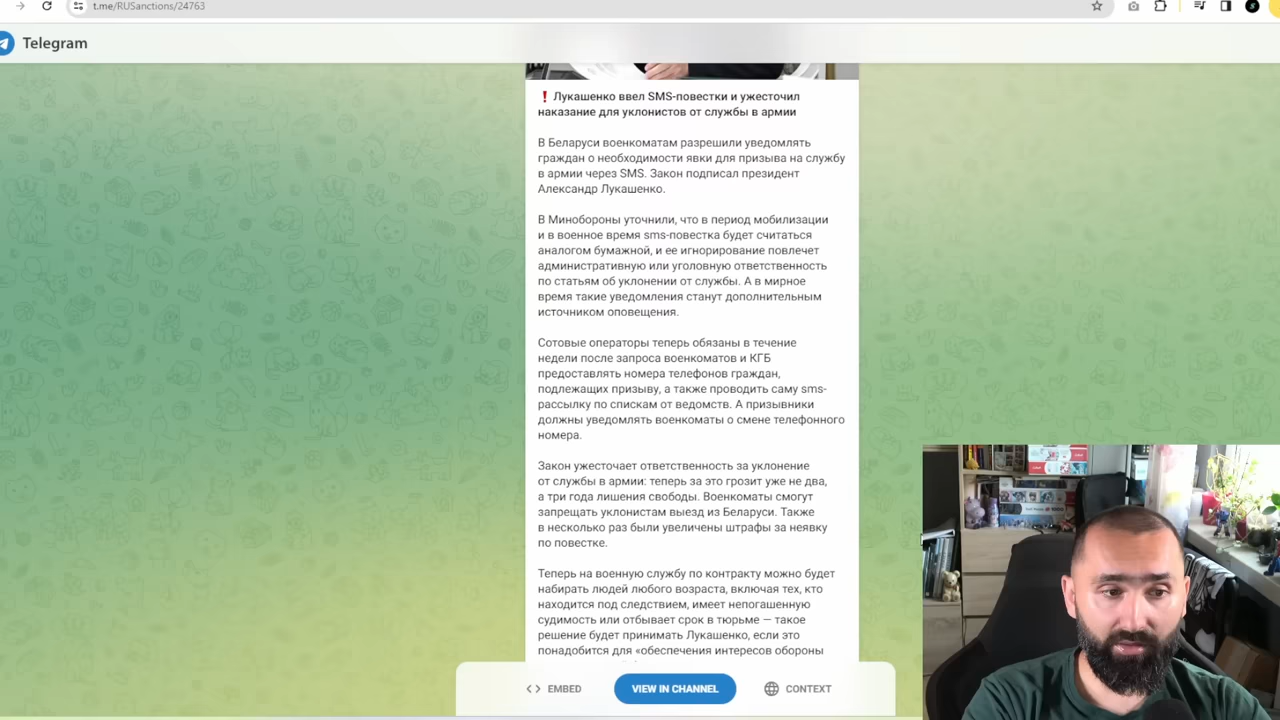 t.me/RUSanctions/24763
Telegram
❗ Лукашенко ввел SMS-повестки и ужесточил
наказание для уклонистов от службы в армии
В Беларуси военкоматам разрешили уведомлять
граждан о необходимости явки для призыва на службу
в армии через SMS. Закон подписал президент
Александр Лукашенко.
В Минобороны уточнили, что в период мобилизации
и в военное время sms-повестка будет считаться
аналогом бумажной, и ее игнорирование повлечет
административную или уголовную ответственность
по статьям об уклонении от службы. А в мирное
время такие уведомления станут дополнительным
источником оповещения.
Сотовые операторы теперь обязаны в течение
недели после запроса военкоматов и КГБ
предоставлять номера телефонов граждан,
подлежащих призыву, а также проводить саму sms-
рассылку по спискам от ведомств. А призывники
должны уведомлять военкоматы о смене телефонного
номера.
Закон ужесточает ответственность за уклонение
от службы в армии: теперь за это грозит уже не два,
а три года лишения свободы. Военкоматы смогут
запрещать уклонистам выезд из Беларуси. Также
в несколько раз были увеличены штрафы за неявку
по повестке.
Теперь на военную службу по контракту можно будет
набирать людей любого возраста, включая тех, кто
находится под следствием, имеет непогашенную
судимость или отбывает срок в тюрьме — такое
решение будет принимать Лукашенко, если это
понадобится для «обеспечения интересов обороны
EMBED
VIEW IN CHANNEL
CONTEXT